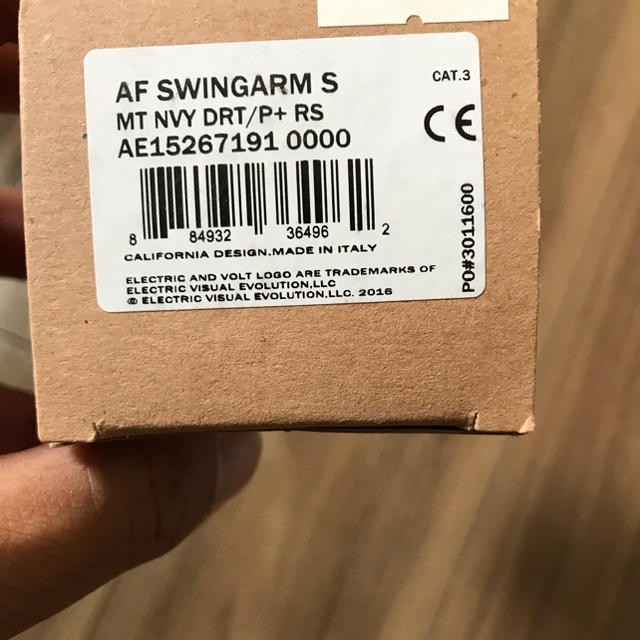 AF SWINGARM S
CAT.3
MT NVY DRT/P+ RS
AE15267191 0000
CE
8 84932 36496 2
CALIFORNIA DESIGN.MADE IN ITALY
ELECTRIC AND VOLT LOGO ARE TRADEMARKS OF
ELECTRIC VISUAL EVOLUTION,LLC
© ELECTRIC VISUAL EVOLUTION,LLC. 2016
PO#3011600